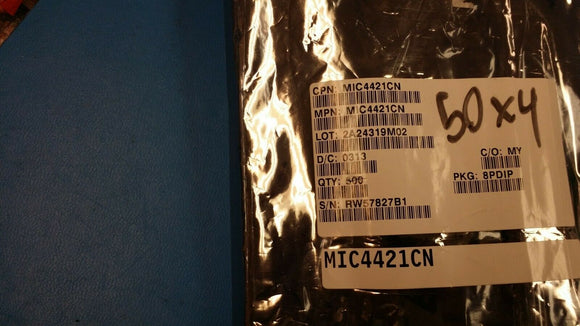 CPN: MIC4421CN
MPN: MIC4421CN
50x4
LOT: 2A24319M02
C/O: MY
D/C: 0313
PKG: 8PDIP
QTY: 500
S/N: RW57827B1
MIC4421CN